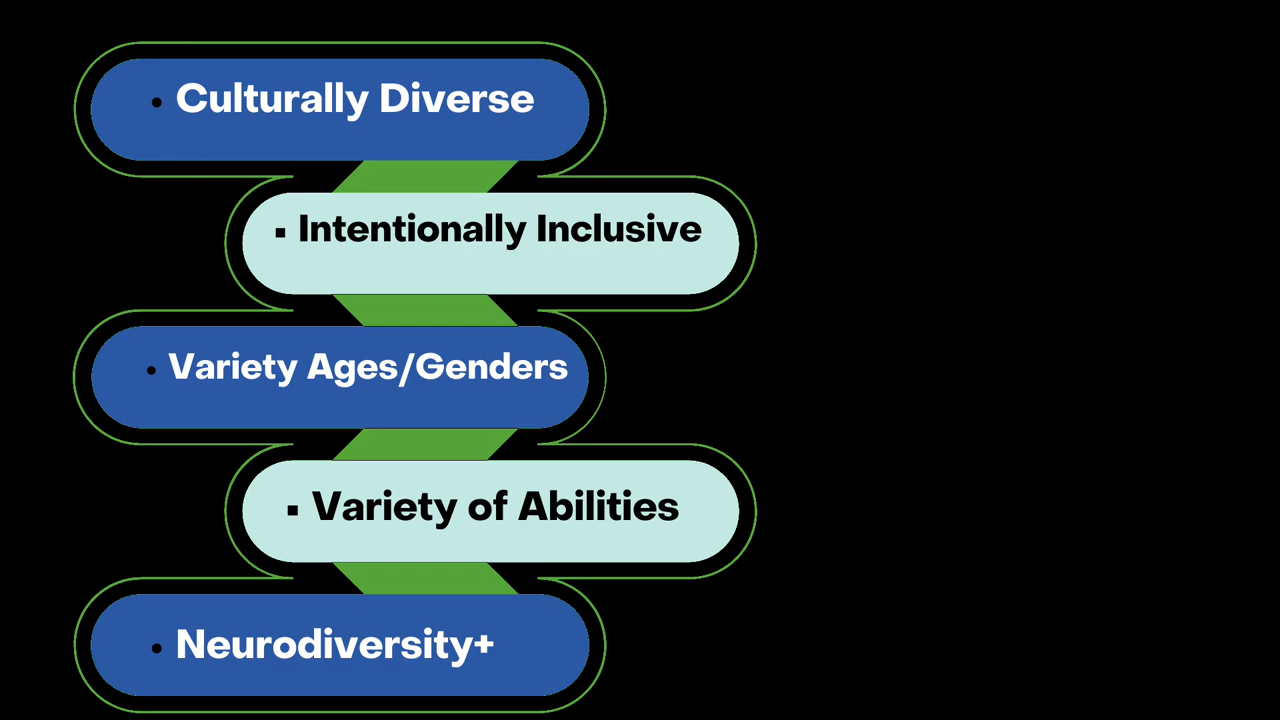 • Culturally Diverse
▪ Intentionally Inclusive
• Variety Ages/Genders
▪ Variety of Abilities
• Neurodiversity+